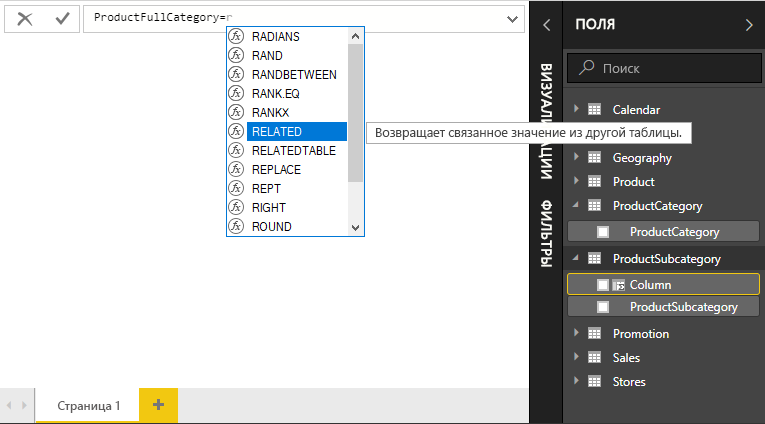 ProductFullCategory=r
RADIANS
RAND
RANDBETWEEN
RANK.EQ
RANKX
RELATED
RELATEDTABLE
REPLACE
REPT
RIGHT
ROUND
Возвращает связанное значение из другой таблицы.
Страница 1
ВИЗУАЛИЗАЦИИ
ФИЛЬТРЫ
ПОЛЯ
Поиск
Calendar
Geography
Product
ProductCategory
ProductCategory
ProductSubcategory
Column
ProductSubcategory
Promotion
Sales
Stores